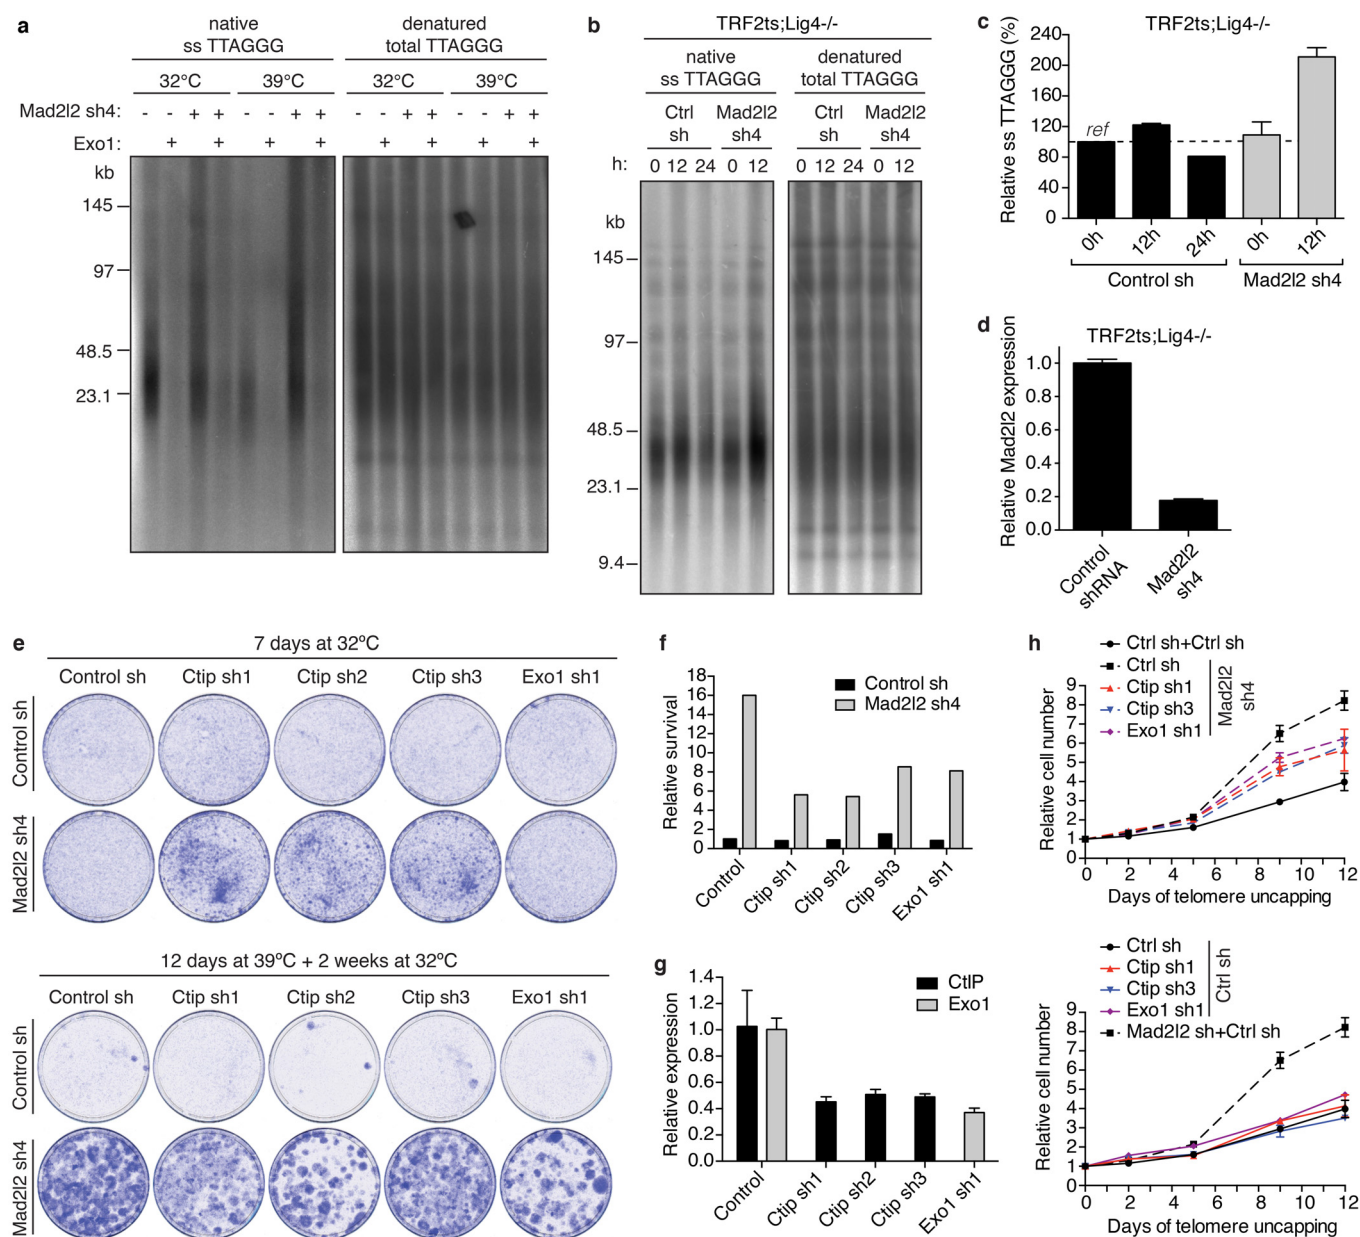 a
native
ss TTAGGG
denatured
total TTAGGG
32°C 39°C 32°C 39°C
Mad2l2 sh4: - - + + - - + + - - + + - - + +
Exo1: + + + + + + + +
kb
145
97
48.5
23.1
b
TRF2ts;Lig4-/-
native
ss TTAGGG
denatured
total TTAGGG
Ctrl
sh
Mad2l2
sh4
Ctrl
sh
Mad2l2
sh4
h: 0 12 24 0 12 0 12 24 0 12
kb
145
97
48.5
23.1
9.4
c
TRF2ts;Lig4-/-
Relative ss TTAGGG (%)
240
200
160
120
80
40
0
ref
0h 12h 24h 0h 12h
Control sh Mad2l2 sh4
d
TRF2ts;Lig4-/-
Relative Mad2l2 expression
1.0
0.8
0.6
0.4
0.2
0.0
Control
shRNA
Mad2l2
sh4
e
7 days at 32ºC
Control sh Ctip sh1 Ctip sh2 Ctip sh3 Exo1 sh1
Control sh
Mad2l2 sh4
12 days at 39ºC + 2 weeks at 32ºC
Control sh Ctip sh1 Ctip sh2 Ctip sh3 Exo1 sh1
Control sh
Mad2l2 sh4
f
Relative survival
18
16
14
12
10
8
6
4
2
0
Control sh
Mad2l2 sh4
Control Ctip sh1 Ctip sh2 Ctip sh3 Exo1 sh1
g
Relative expression
1.4
1.2
1.0
0.8
0.6
0.4
0.2
0.0
CtIP
Exo1
Control Ctip sh1 Ctip sh2 Ctip sh3 Exo1 sh1
h
Ctrl sh+Ctrl sh
Ctrl sh
Ctip sh1
Ctip sh3
Exo1 sh1
Mad2l2
sh4
Relative cell number
9
8
7
6
5
4
3
2
1
0
0 2 4 6 8 10 12
Days of telomere uncapping
Ctrl sh
Ctip sh1
Ctip sh3
Exo1 sh1
Ctrl sh
Mad2l2 sh+Ctrl sh
Relative cell number
9
8
7
6
5
4
3
2
1
0
0 2 4 6 8 10 12
Days of telomere uncapping